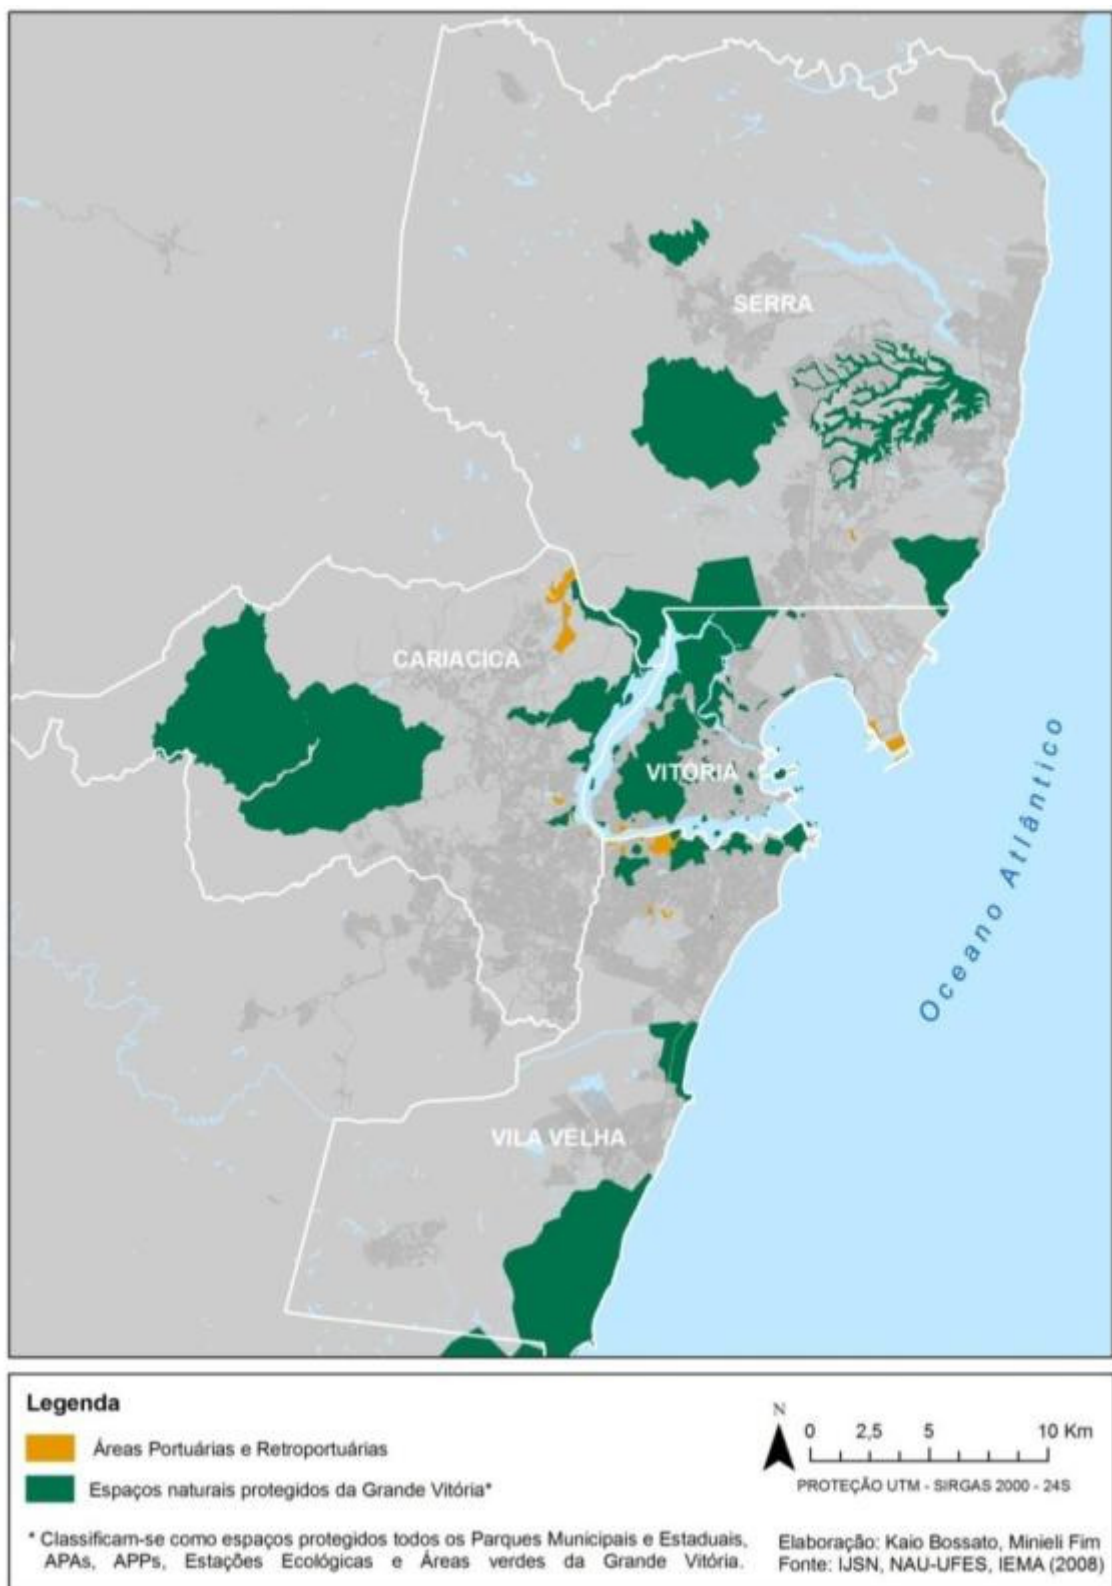 SERRA
CARIACICA
VITÓRIA
Oceano Atlântico
VILA VELHA
Legenda
Áreas Portuárias e Retroportuárias
Espaços naturais protegidos da Grande Vitória*
* Classificam-se como espaços protegidos todos os Parques Municipais e Estaduais,
APAs, APPs, Estações Ecológicas e Áreas verdes da Grande Vitória.
N
0 2,5 5 10 Km
PROTEÇÃO UTM - SIRGAS 2000 - 24S
Elaboração: Kaio Bossato, Minieli Fim
Fonte: IJSN, NAU-UFES, IEMA (2008)